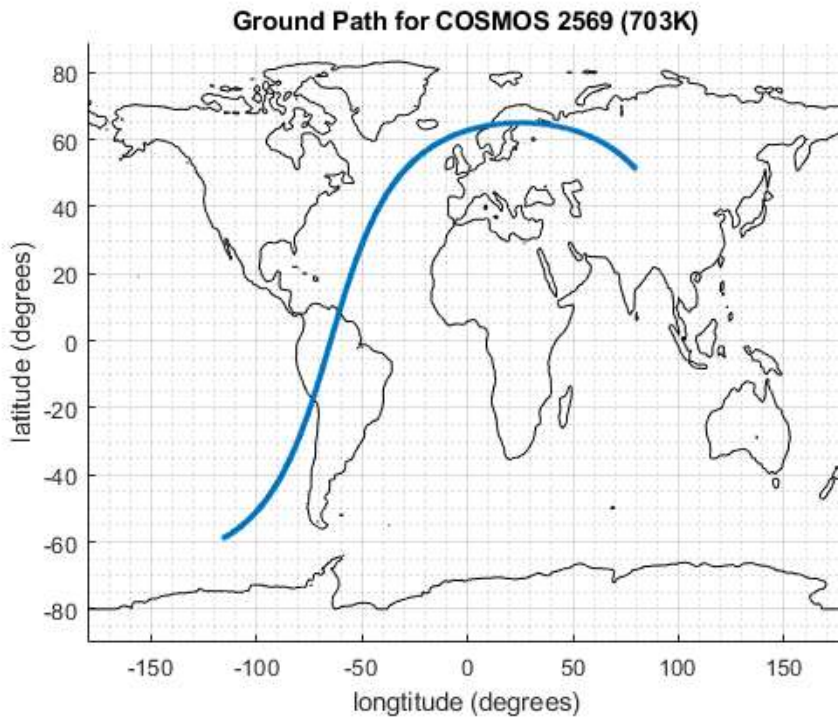 Ground Path for COSMOS 2569 (703K)
80
60
40
20
0
-20
-40
-60
-80
latitude (degrees)
-150 -100 -50 0 50 100 150
longtitude (degrees)